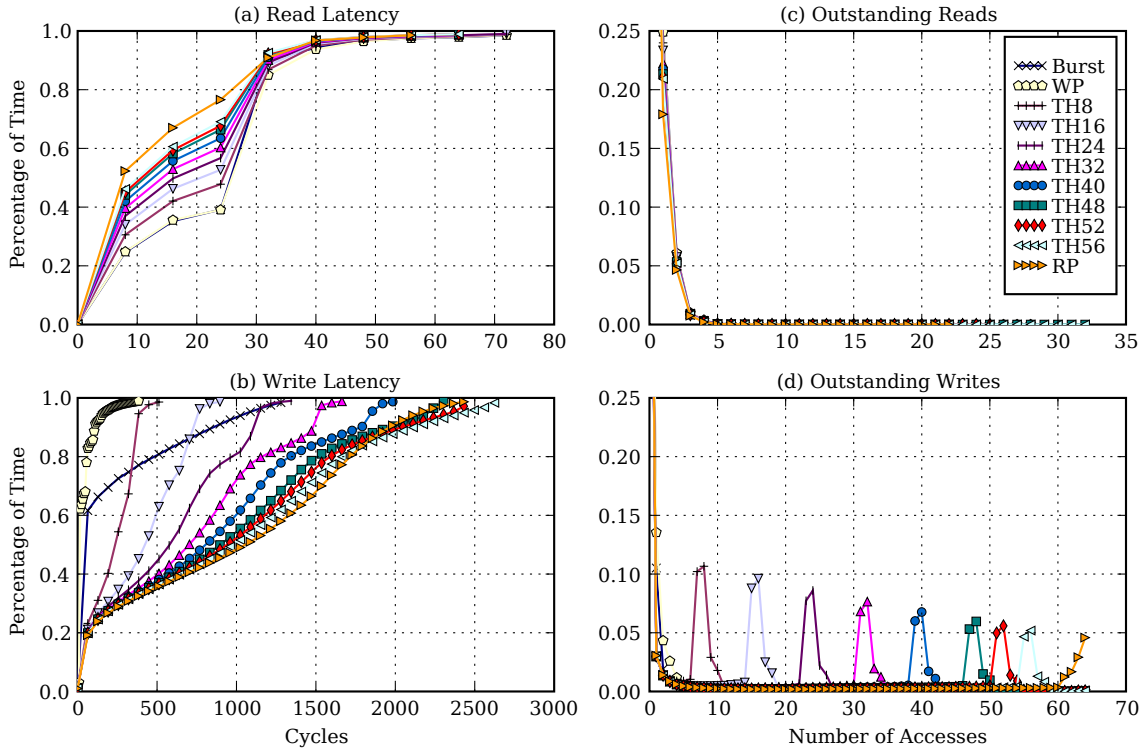 (a) Read Latency
Percentage of Time
1.0
0.8
0.6
0.4
0.2
0.0
0 10 20 30 40 50 60 70 80
(c) Outstanding Reads
0.25
0.20
0.15
0.10
0.05
0.00
0 5 10 15 20 25 30 35
Burst
WP
TH8
TH16
TH24
TH32
TH40
TH48
TH52
TH56
RP
(b) Write Latency
Percentage of Time
1.0
0.8
0.6
0.4
0.2
0.0
0 500 1000 1500 2000 2500 3000
Cycles
(d) Outstanding Writes
0.25
0.20
0.15
0.10
0.05
0.00
0 10 20 30 40 50 60 70
Number of Accesses